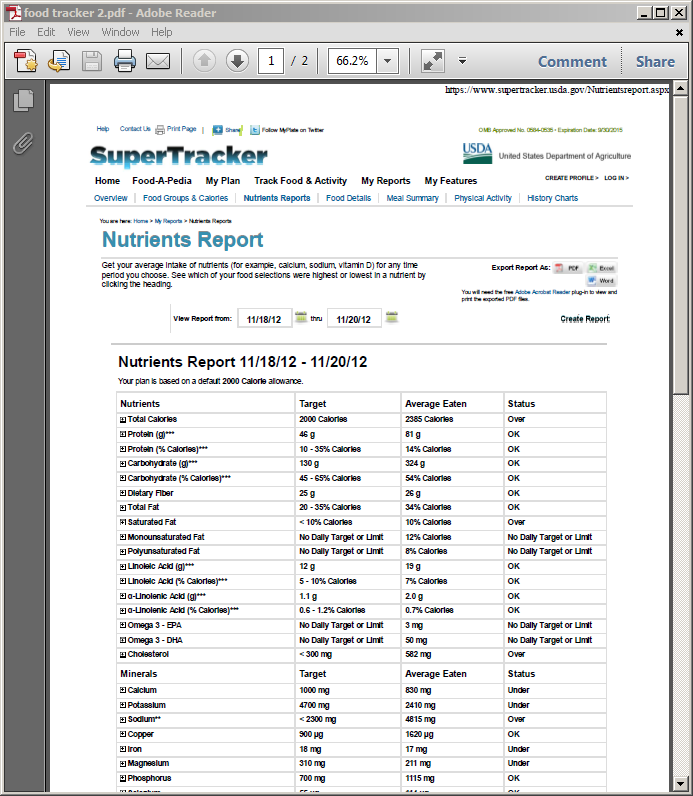 food tracker 2.pdf - Adobe Reader
File Edit View Window Help
1 / 2 66.2% Comment Share
https://www.supertracker.usda.gov/Nutrientsreport.aspx
Help Contact Us Print Page | Share Follow MyPlate on Twitter
OMB Approved No. 0584-0535 • Expiration Date: 9/30/2015
SuperTracker
USDA United States Department of Agriculture
Home Food-A-Pedia My Plan Track Food & Activity My Reports My Features
CREATE PROFILE > LOG IN >
Overview | Food Groups & Calories | Nutrients Reports | Food Details | Meal Summary | Physical Activity | History Charts
You are here: Home > My Reports > Nutrients Reports
Nutrients Report
Get your average intake of nutrients (for example, calcium, sodium, vitamin D) for any time
period you choose. See which of your food selections were highest or lowest in a nutrient by
clicking the heading.
Export Report As: PDF Excel
Word
You will need the free Adobe Acrobat Reader plug-in to view and
print the exported PDF files.
View Report from: 11/18/12 thru 11/20/12
Create Report
Nutrients Report 11/18/12 - 11/20/12
Your plan is based on a default 2000 Calorie allowance.
Nutrients Target Average Eaten Status
Total Calories 2000 Calories 2385 Calories Over
Protein (g)*** 46 g 81 g OK
Protein (% Calories)*** 10 - 35% Calories 14% Calories OK
Carbohydrate (g)*** 130 g 324 g OK
Carbohydrate (% Calories)*** 45 - 65% Calories 54% Calories OK
Dietary Fiber 25 g 26 g OK
Total Fat 20 - 35% Calories 34% Calories OK
Saturated Fat < 10% Calories 10% Calories Over
Monounsaturated Fat No Daily Target or Limit 12% Calories No Daily Target or Limit
Polyunsaturated Fat No Daily Target or Limit 8% Calories No Daily Target or Limit
Linoleic Acid (g)*** 12 g 19 g OK
Linoleic Acid (% Calories)*** 5 - 10% Calories 7% Calories OK
α-Linolenic Acid (g)*** 1.1 g 2.0 g OK
α-Linolenic Acid (% Calories)*** 0.6 - 1.2% Calories 0.7% Calories OK
Omega 3 - EPA No Daily Target or Limit 3 mg No Daily Target or Limit
Omega 3 - DHA No Daily Target or Limit 50 mg No Daily Target or Limit
Cholesterol < 300 mg 582 mg Over
Minerals Target Average Eaten Status
Calcium 1000 mg 830 mg Under
Potassium 4700 mg 2410 mg Under
Sodium** < 2300 mg 4815 mg Over
Copper 900 µg 1620 µg OK
Iron 18 mg 17 mg Under
Magnesium 310 mg 211 mg Under
Phosphorus 700 mg 1115 mg OK